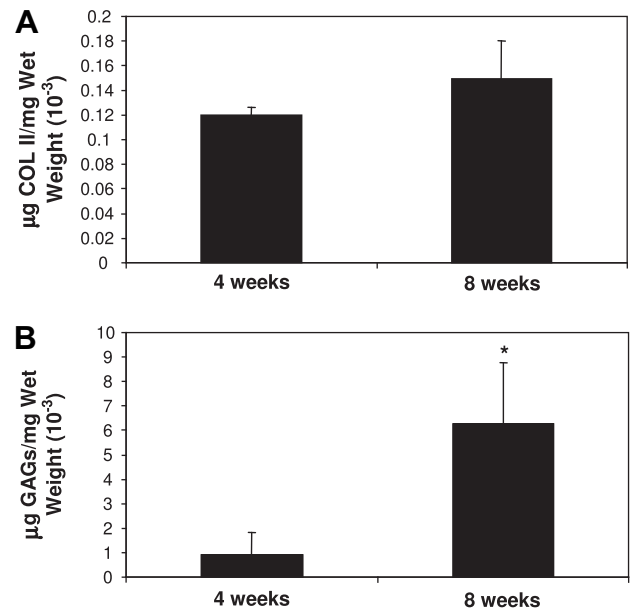 A
µg COL II/mg Wet
Weight (10-3)
0.2
0.18
0.16
0.14
0.12
0.1
0.08
0.06
0.04
0.02
0
4 weeks
8 weeks
B
µg GAGs/mg Wet
Weight (10-3)
10
9
8
7
6
5
4
3
2
1
0
*
4 weeks
8 weeks